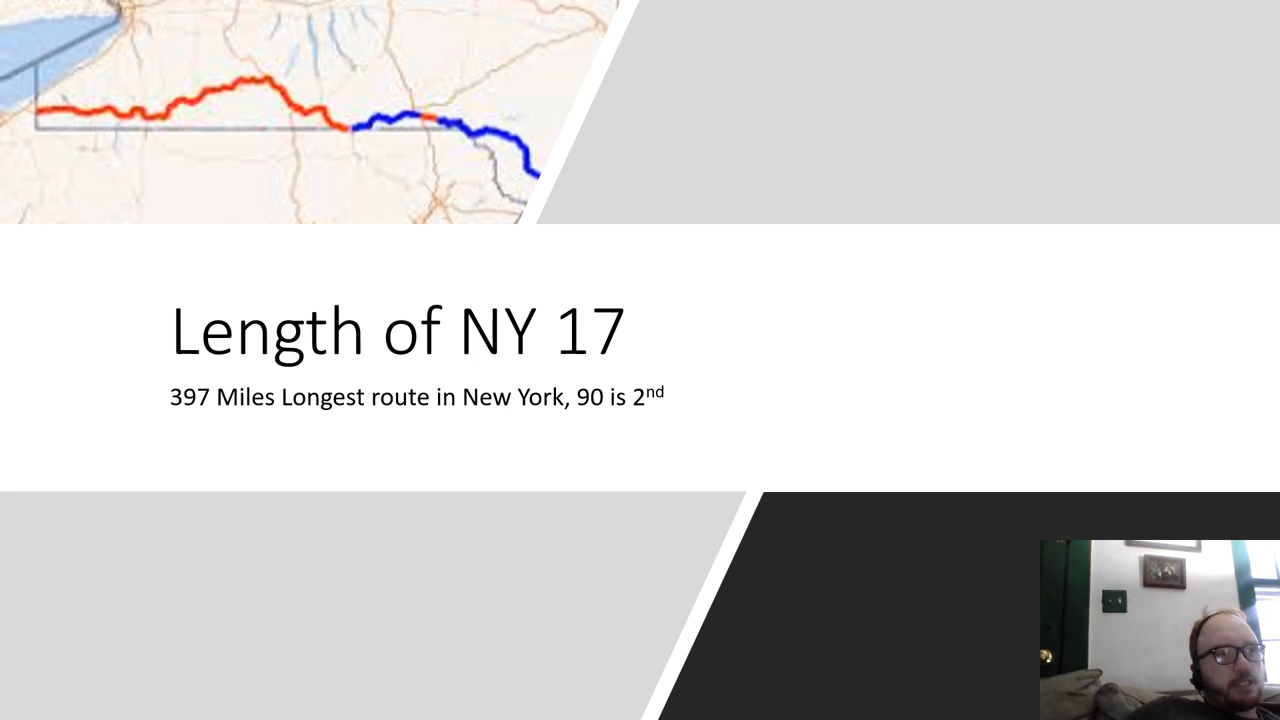 Length of NY 17
397 Miles Longest route in New York, 90 is 2nd